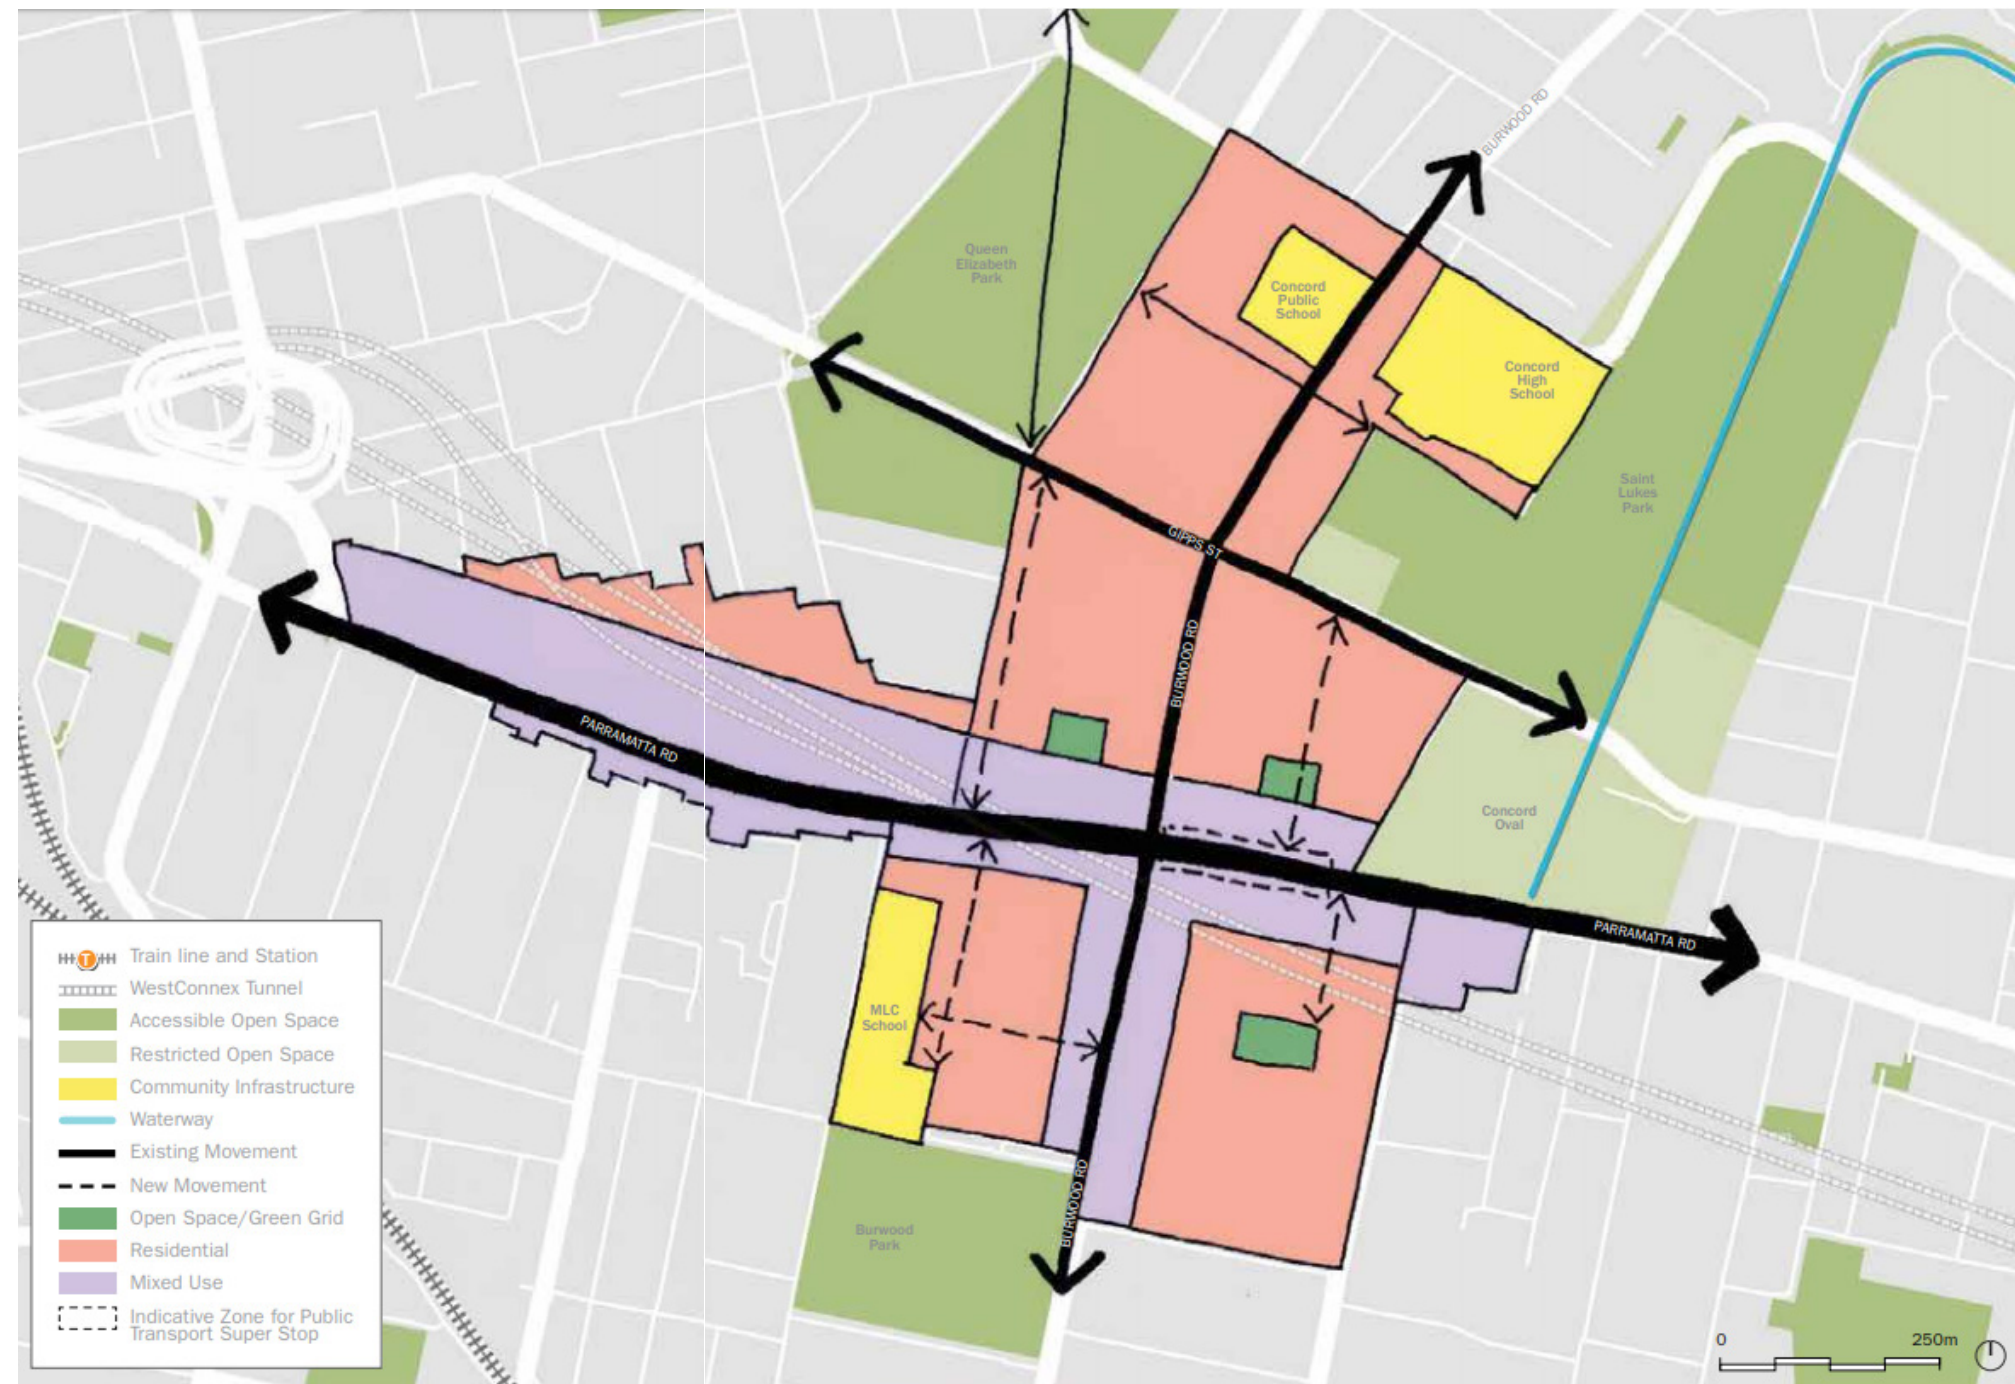 BURWOOD RD
Queen
Elizabeth
Park
Concord
Public
School
Concord
High
School
Saint
Lukes
Park
GIPPS ST
BURWOOD RD
PARRAMATTA RD
Concord
Oval
PARRAMATTA RD
MLC
School
BURWOOD RD
Burwood
Park
T
Train line and Station
WestConnex Tunnel
Accessible Open Space
Restricted Open Space
Community Infrastructure
Waterway
Existing Movement
New Movement
Open Space/Green Grid
Residential
Mixed Use
Indicative Zone for Public
Transport Super Stop
0 250m